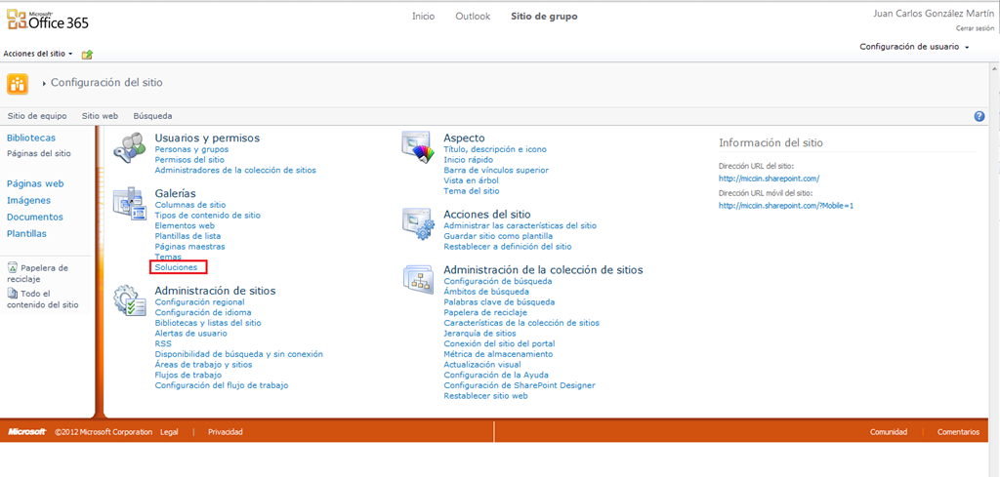 Microsoft
Office 365
Inicio
Outlook
Sitio de grupo
Juan Carlos González Martín
Cerrar sesión
Acciones del sitio
Configuración de usuario
Configuración del sitio
Sitio de equipo
Sitio web
Búsqueda
Bibliotecas
Páginas del sitio
Páginas web
Imágenes
Documentos
Plantillas
Papelera de
reciclaje
Todo el
contenido del sitio
Usuarios y permisos
Personas y grupos
Permisos del sitio
Administradores de la colección de sitios
Galerías
Columnas de sitio
Tipos de contenido de sitio
Elementos web
Plantillas de lista
Páginas maestras
Temas
Soluciones
Administración de sitios
Configuración regional
Configuración de idioma
Bibliotecas y listas del sitio
Alertas de usuario
RSS
Disponibilidad de búsqueda y sin conexión
Áreas de trabajo y sitios
Flujos de trabajo
Configuración del flujo de trabajo
Aspecto
Título, descripción e icono
Inicio rápido
Barra de vínculos superior
Vista en árbol
Tema del sitio
Acciones del sitio
Administrar las características del sitio
Guardar sitio como plantilla
Restablecer a definición del sitio
Administración de la colección de sitios
Configuración de búsqueda
Ámbitos de búsqueda
Palabras clave de búsqueda
Papelera de reciclaje
Características de la colección de sitios
Jerarquía de sitios
Conexión del sitio del portal
Métrica de almacenamiento
Actualización visual
Configuración de la Ayuda
Configuración de SharePoint Designer
Restablecer sitio web
Información del sitio
Dirección URL del sitio:
http://miccin.sharepoint.com/
Dirección URL móvil del sitio:
http://miccin.sharepoint.com/?Mobile=1
Microsoft ©2012 Microsoft Corporation Legal | Privacidad
Comunidad | Comentarios